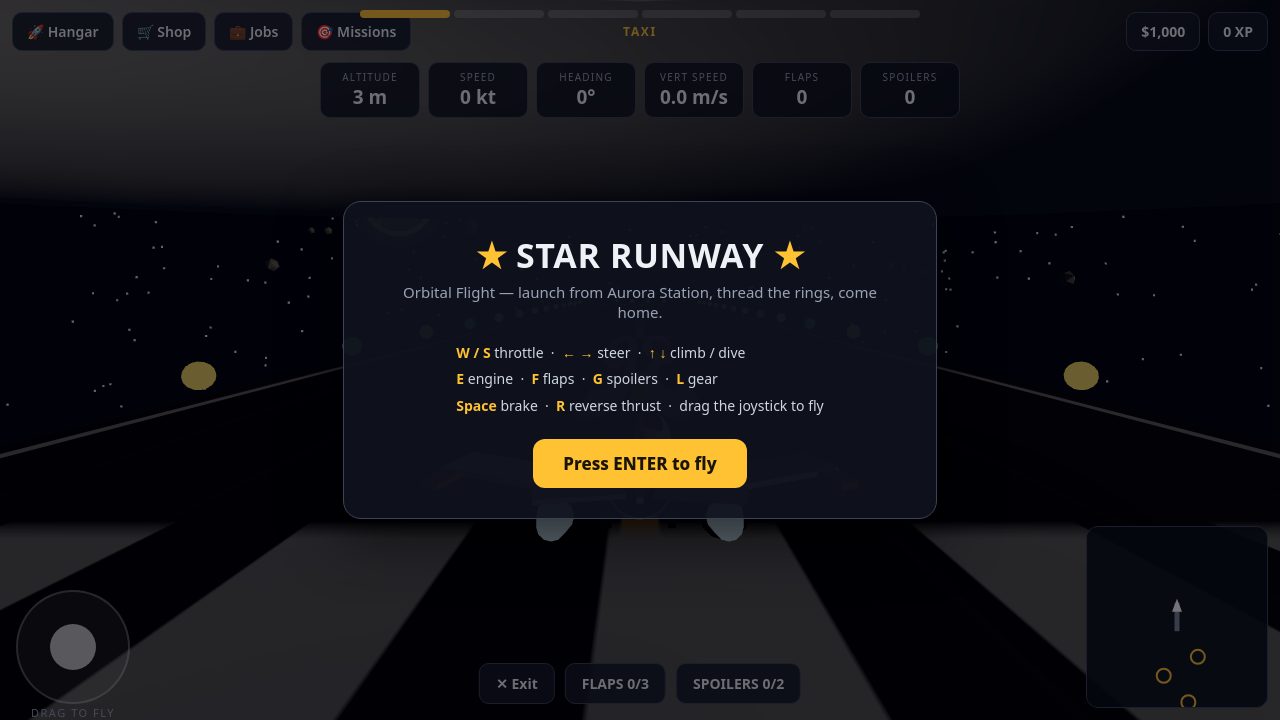 🚀 Hangar
🛒 Shop
💼 Jobs
🎯 Missions
TAXI
$1,000
0 XP
ALTITUDE
3 m
SPEED
0 kt
HEADING
0°
VERT SPEED
0.0 m/s
FLAPS
0
SPOILERS
0
★ STAR RUNWAY ★
Orbital Flight — launch from Aurora Station, thread the rings, come
home.
W / S throttle · ← → steer · ↑ ↓ climb / dive
E engine · F flaps · G spoilers · L gear
Space brake · R reverse thrust · drag the joystick to fly
Press ENTER to fly
✕ Exit
FLAPS 0/3
SPOILERS 0/2
DRAG TO FLY